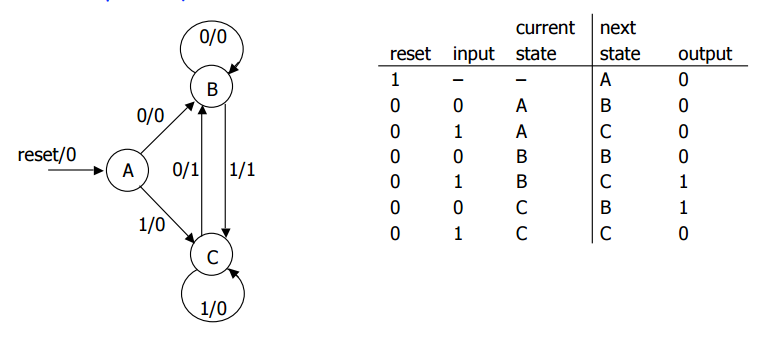 0/0
B
0/0
reset/0
A
0/1
1/1
1/0
C
1/0
current next
reset input state state output
1 – – A 0
0 0 A B 0
0 1 A C 0
0 0 B B 0
0 1 B C 1
0 0 C B 1
0 1 C C 0